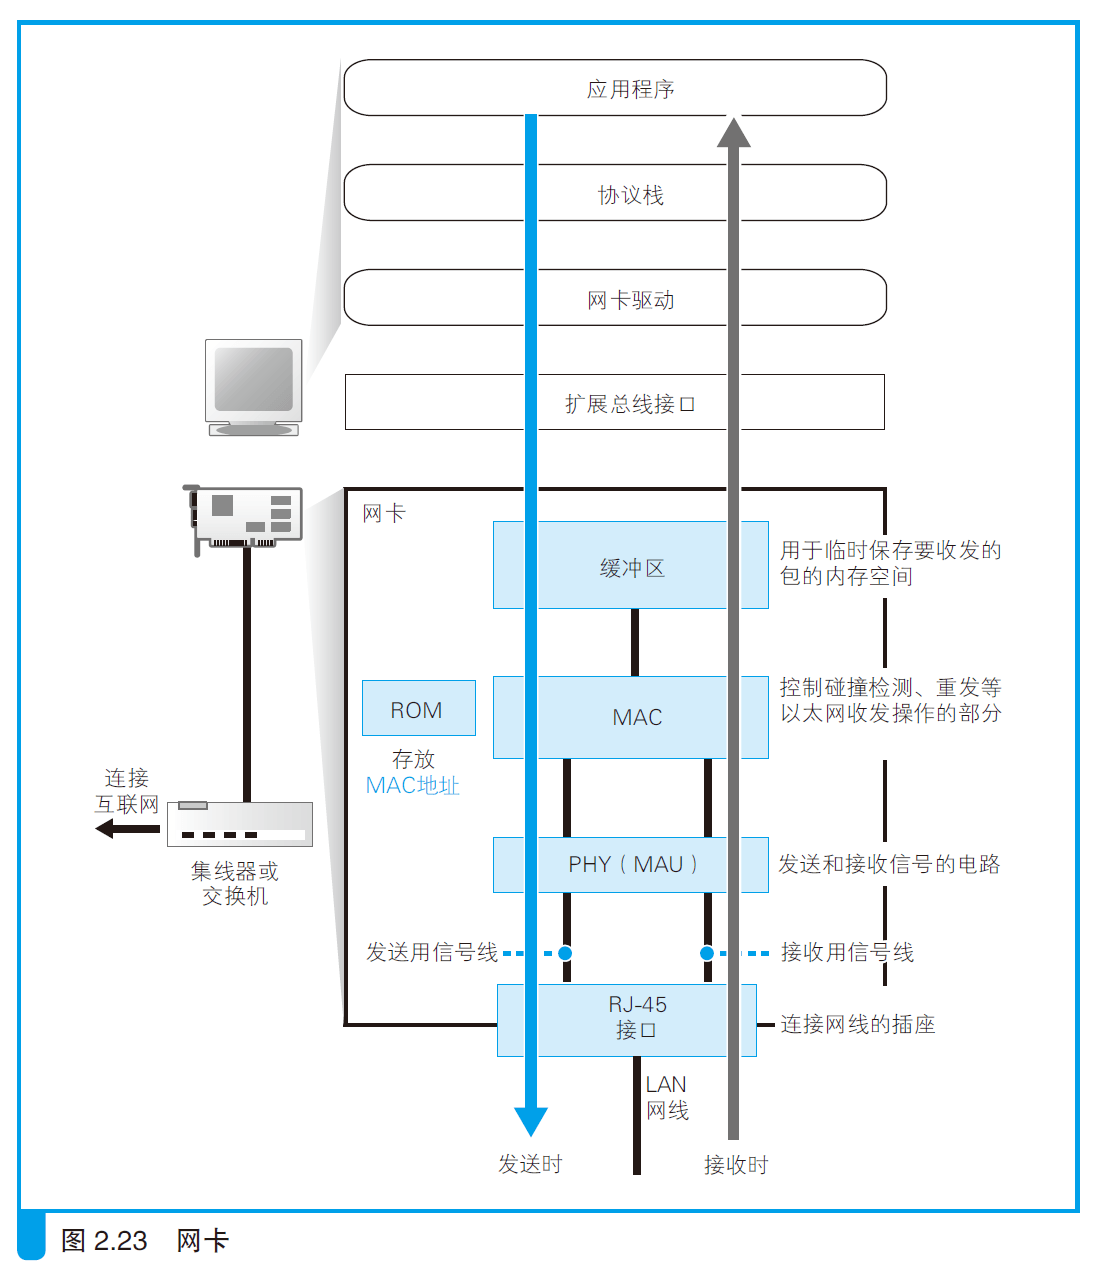 应用程序
协议栈
网卡驱动
扩展总线接口
网卡
缓冲区
用于临时保存要收发的
包的内存空间
ROM
存放
MAC地址
MAC
控制碰撞检测、重发等
以太网收发操作的部分
连接
互联网
集线器或
交换机
PHY（MAU）
发送和接收信号的电路
发送用信号线
接收用信号线
RJ-45
接口
连接网线的插座
LAN
网线
发送时
接收时
图 2.23 网卡